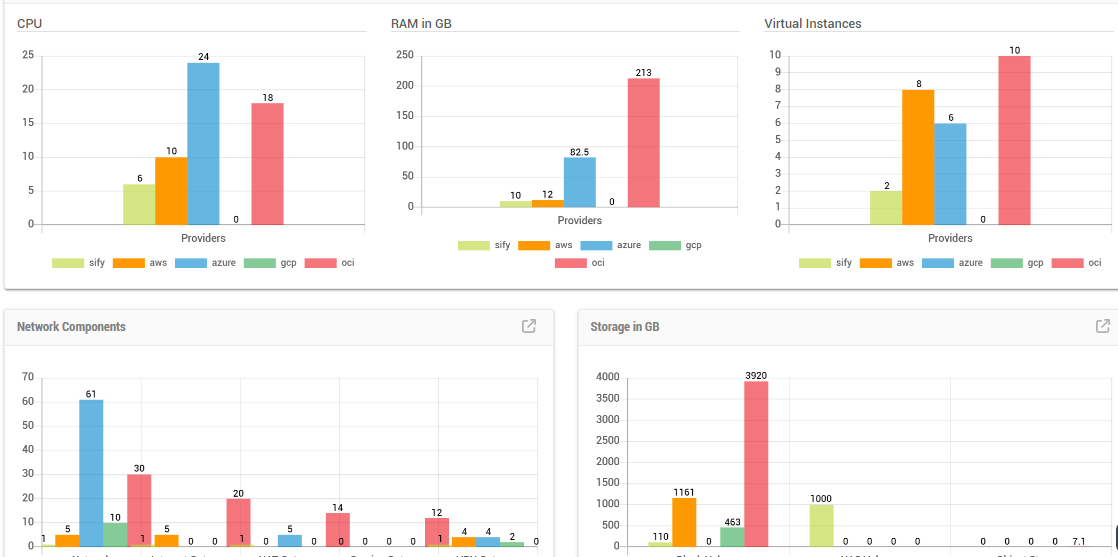 CPU
25
20
15
10
5
0
6
10
24
0
18
Providers
sify aws azure gcp oci
RAM in GB
250
200
150
100
50
0
10
12
82.5
0
213
Providers
sify aws azure gcp
oci
Virtual Instances
10
9
8
7
6
5
4
3
2
1
0
2
8
6
0
10
Providers
sify aws azure gcp oci
Network Components
70
60
50
40
30
20
10
0
1 5 61 10 30
1 5 0 0 20
1 0 5 0 14
0 0 0 0 12
1 4 4 2 0
Storage in GB
4000
3500
3000
2500
2000
1500
1000
500
0
110 1161 0 463 3920
1000 0 0 0 0
0 0 0 0 7.1